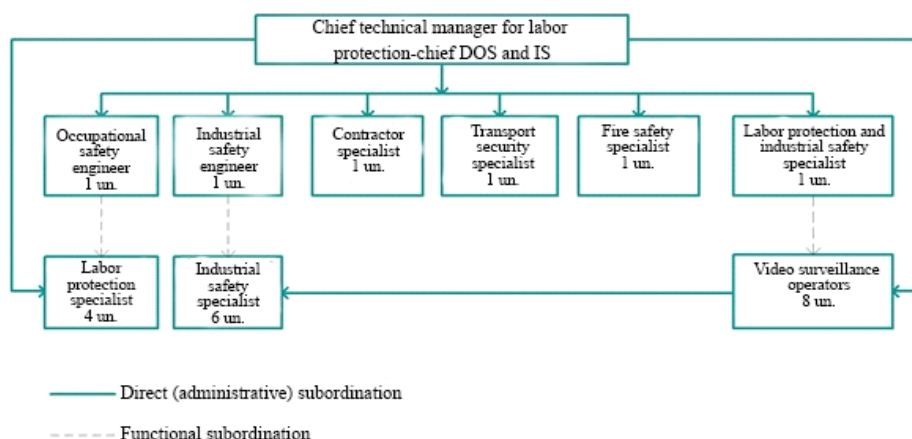 Chief technical manager for labor
protection-chief DOS and IS
Occupational
safety
engineer
1 un.
Industrial
safety
engineer
1 un.
Contractor
specialist
1 un.
Transport
security
specialist
1 un.
Fire safety
specialist
1 un.
Labor protection and
industrial safety
specialist
1 un.
Labor
protection
specialist
4 un.
Industrial
safety
specialist
6 un.
Video surveillance
operators
8 un.
Direct (administrative) subordination
Functional subordination